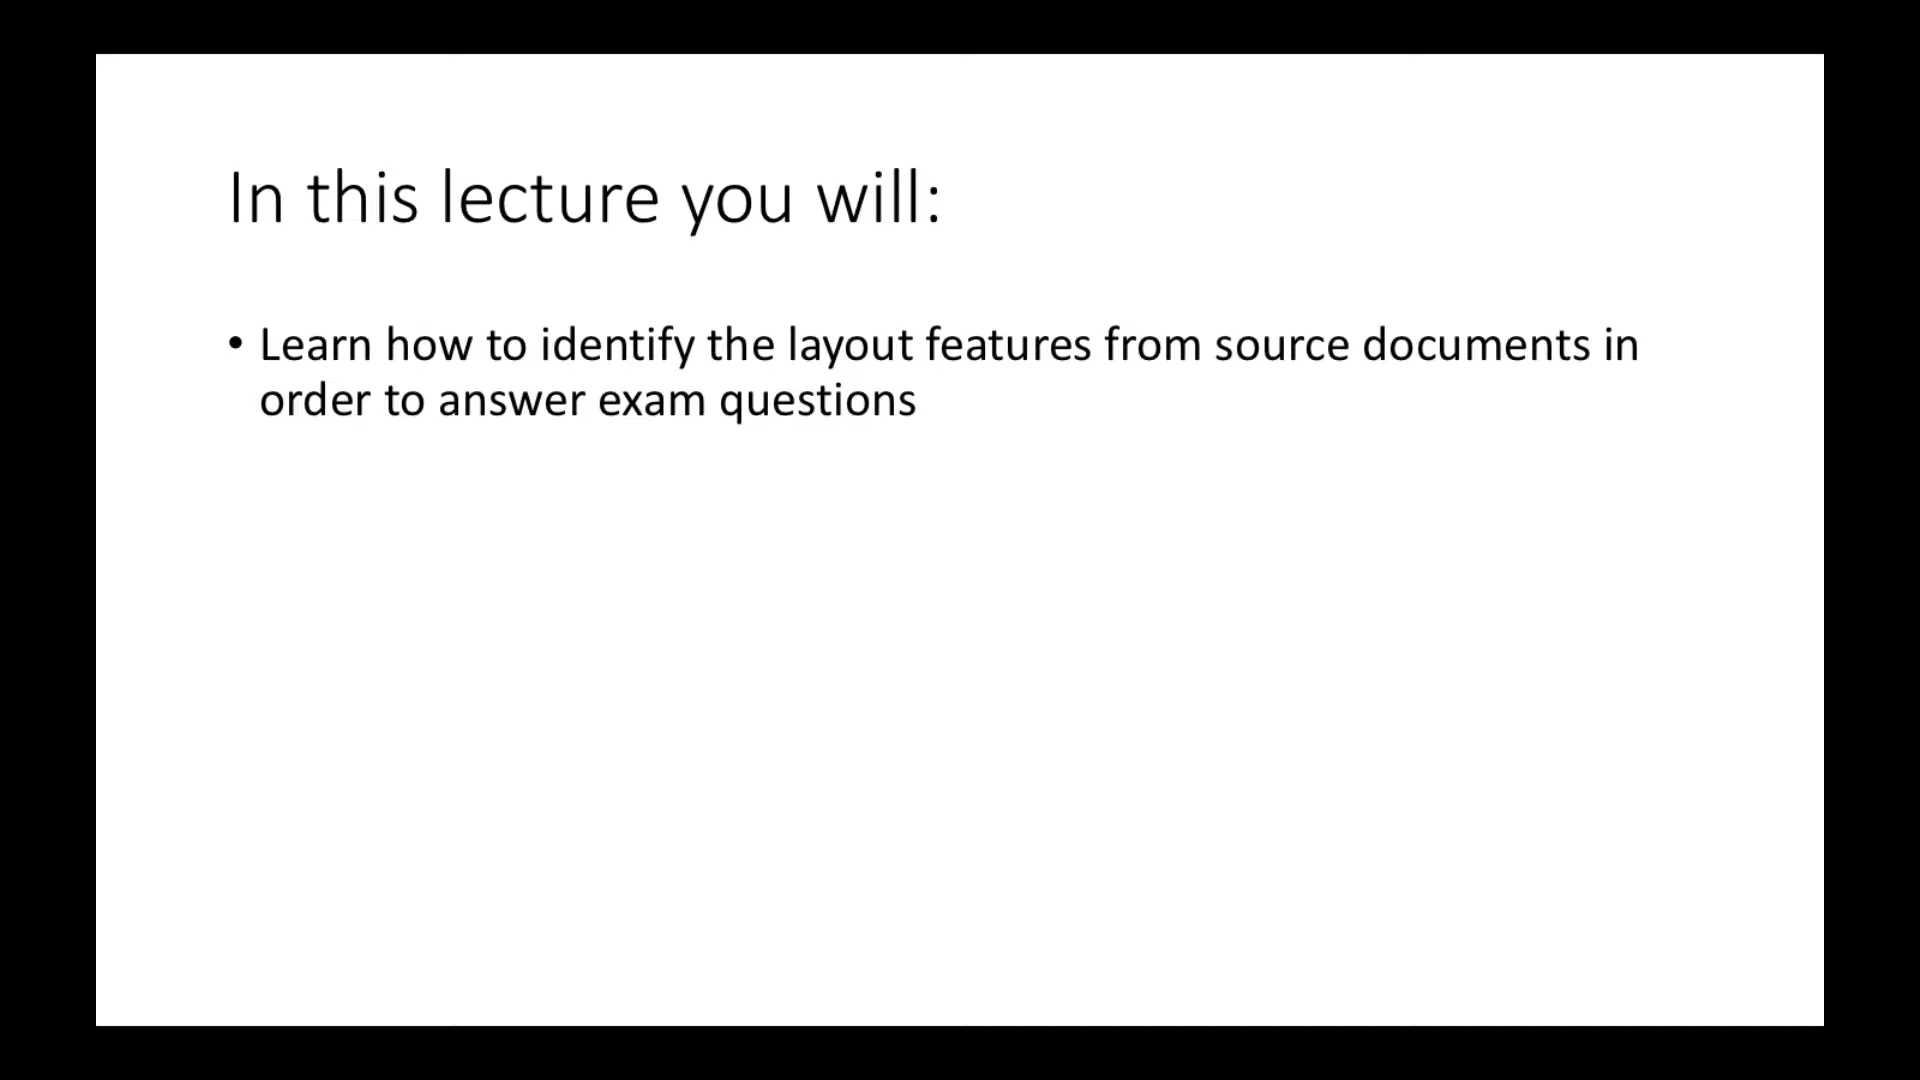 In this lecture you will:
• Learn how to identify the layout features from source documents in
order to answer exam questions